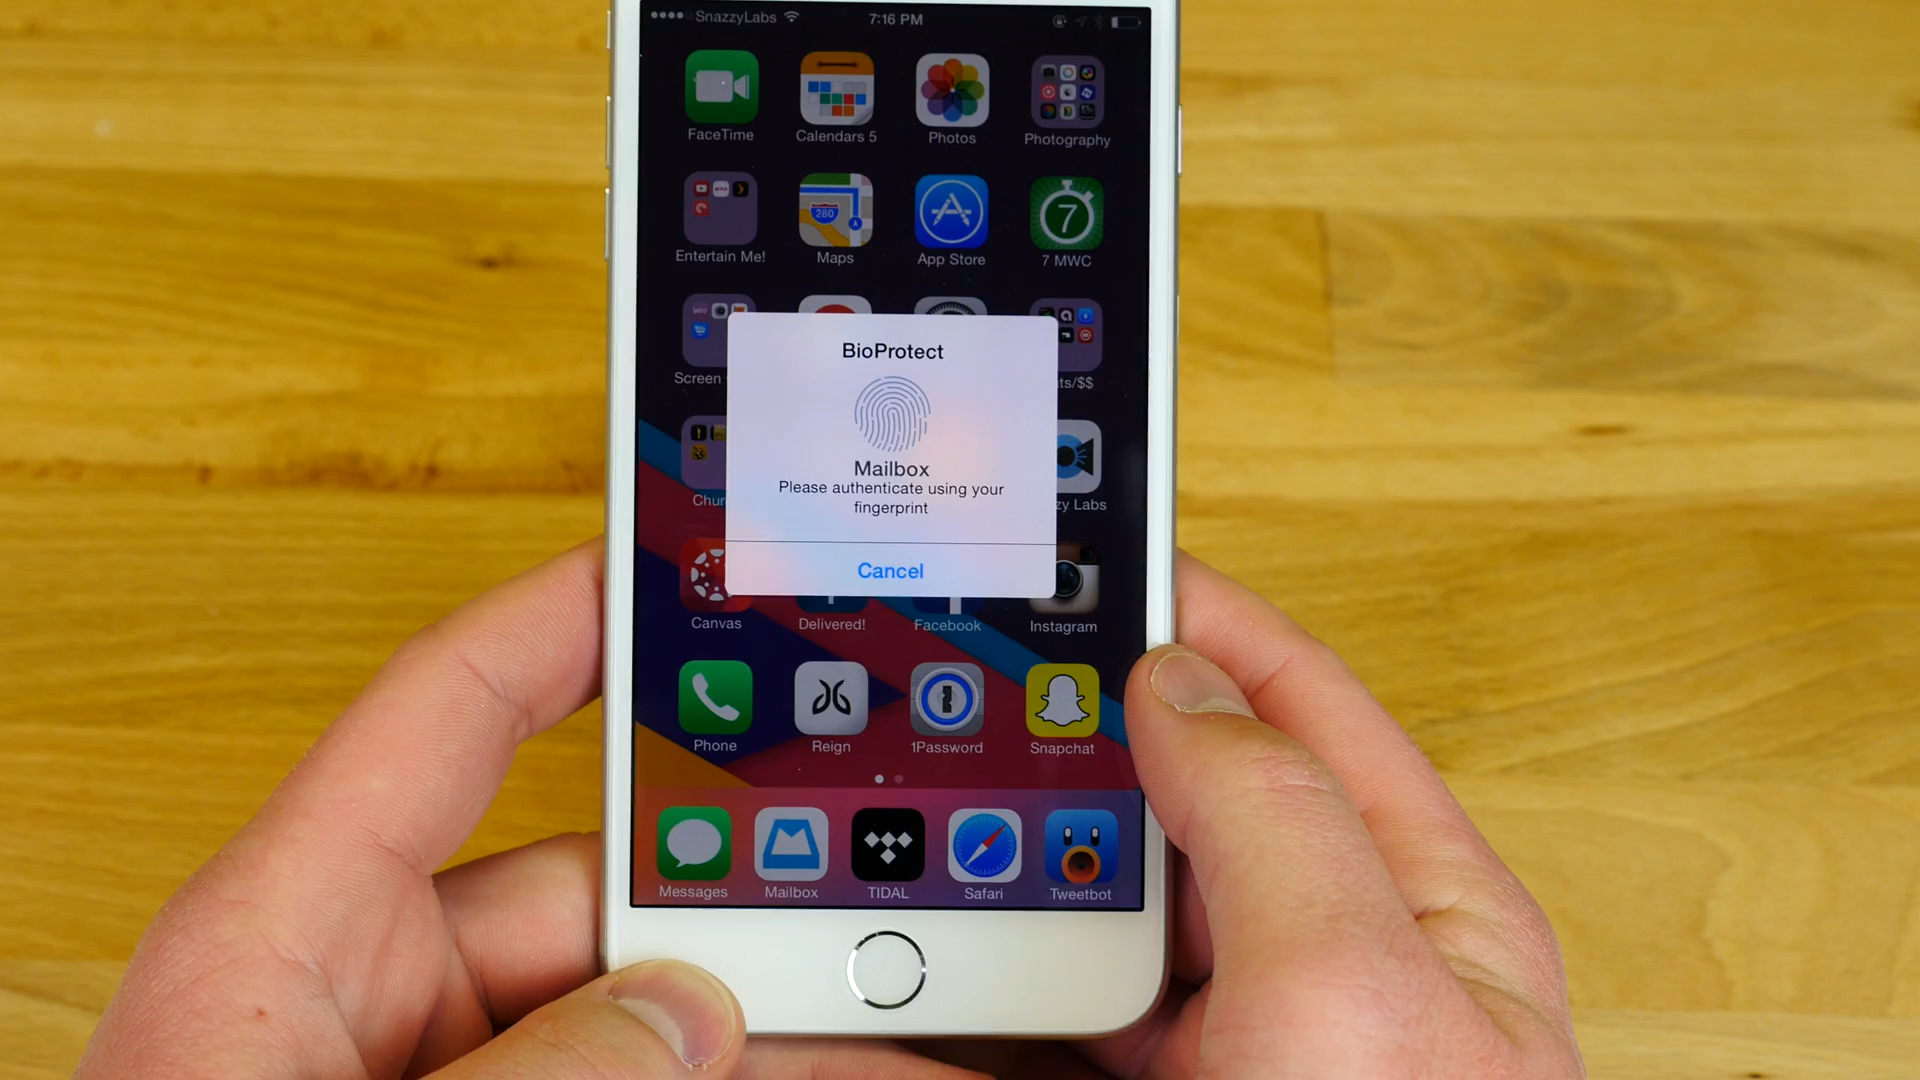 SnazzyLabs 7:16 PM
FaceTime Calendars 5 Photos Photography
Entertain Me! Maps App Store 7 MWC
280
7
BioProtect
Screen ts/$$
Mailbox
Please authenticate using your
fingerprint
Chur zy Labs
Cancel
Canvas Delivered! Facebook Instagram
Phone Reign 1Password Snapchat
Messages Mailbox TIDAL Safari Tweetbot